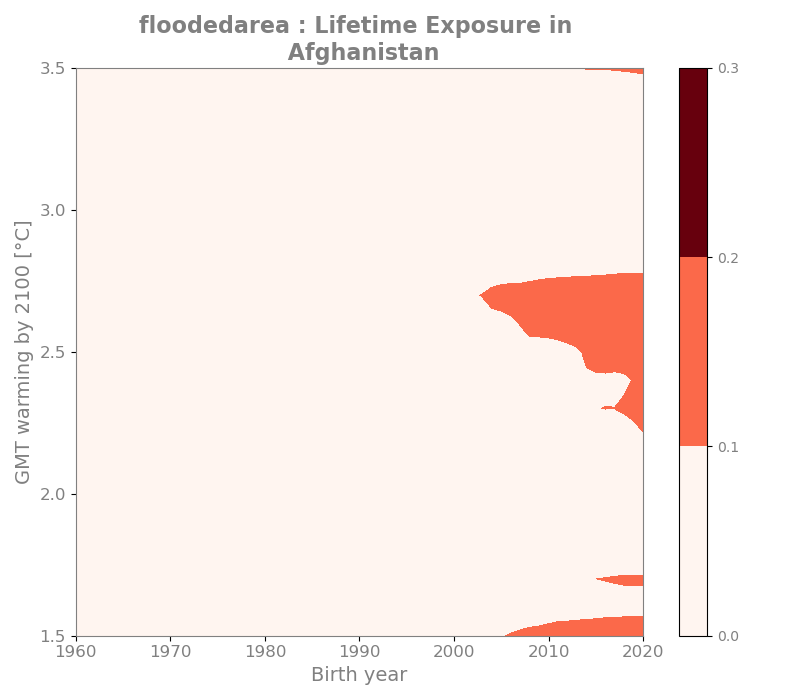 floodedarea : Lifetime Exposure in
Afghanistan
3.5
3.0
2.5
2.0
1.5
GMT warming by 2100 [°C]
1960 1970 1980 1990 2000 2010 2020
Birth year
0.3
0.2
0.1
0.0